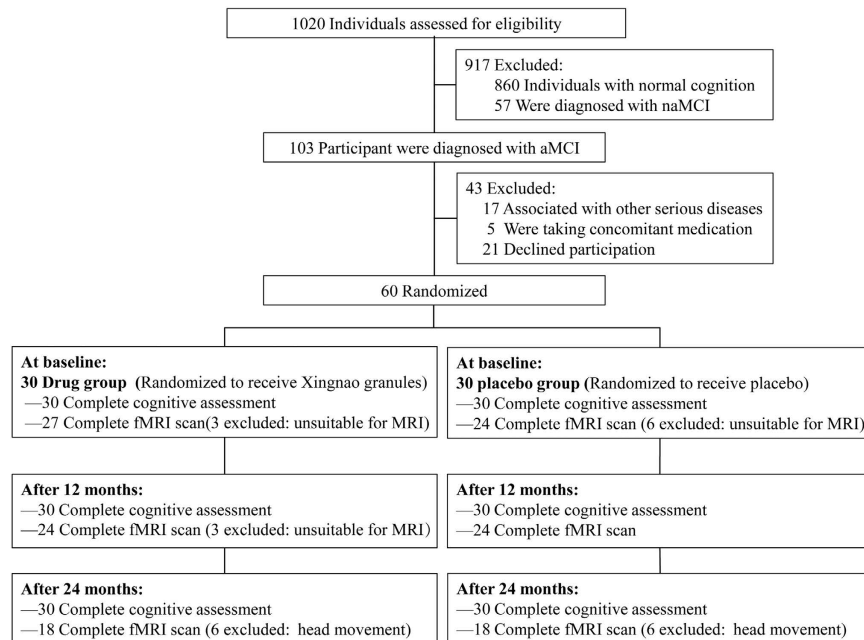 1020 Individuals assessed for eligibility
917 Excluded:
860 Individuals with normal cognition
57 Were diagnosed with naMCI
103 Participant were diagnosed with aMCI
43 Excluded:
17 Associated with other serious diseases
5 Were taking concomitant medication
21 Declined participation
60 Randomized
At baseline:
30 Drug group (Randomized to receive Xingnao granules)
—30 Complete cognitive assessment
—27 Complete fMRI scan(3 excluded: unsuitable for MRI)
At baseline:
30 placebo group (Randomized to receive placebo)
—30 Complete cognitive assessment
—24 Complete fMRI scan (6 excluded: unsuitable for MRI)
After 12 months:
—30 Complete cognitive assessment
—24 Complete fMRI scan (3 excluded: unsuitable for MRI)
After 12 months:
—30 Complete cognitive assessment
—24 Complete fMRI scan
After 24 months:
—30 Complete cognitive assessment
—18 Complete fMRI scan (6 excluded: head movement)
After 24 months:
—30 Complete cognitive assessment
—18 Complete fMRI scan (6 excluded: head movement)